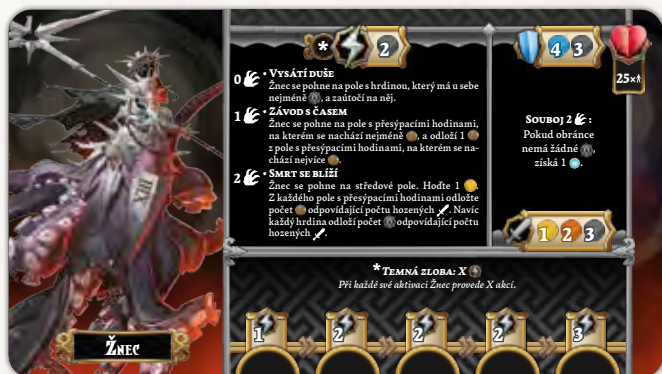 * 2
4 3
25×
0 • Vysátí duše
Žnec se pohne na pole s hrdinou, který má u sebe
nejméně , a zaútočí na něj.
1 • Závod s časem
Žnec se pohne na pole s přesýpacími hodinami,
na kterém se nachází nejméně , a odloží 1
z pole s přesýpacími hodinami, na kterém se na-
chází nejvíce .
2 • Smrt se blíží
Žnec se pohne na středové pole. Hoďte 1 .
Z každého pole s přesýpacími hodinami odložte
počet odpovídající počtu hozených . Navíc
každý hrdina odloží počet odpovídající počtu
hozených .
Souboj 2 :
Pokud obránce
nemá žádné ,
získá 1 .
1 2 3
*Temná zloba: X
Při každé své aktivaci Žnec provede X akcí.
1 2 2 2 3
XIII
Žnec